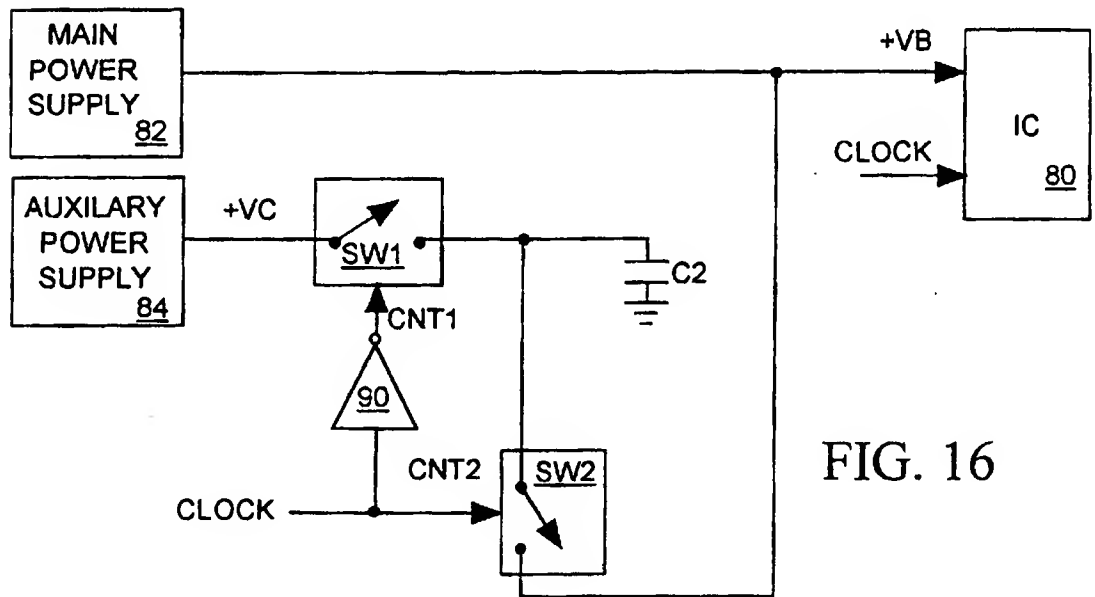 MAIN
POWER
SUPPLY
82
+VB
IC
80
CLOCK
AUXILARY
POWER
SUPPLY
84
+VC
SW1
C2
CNT1
90
CNT2
SW2
CLOCK
FIG. 16